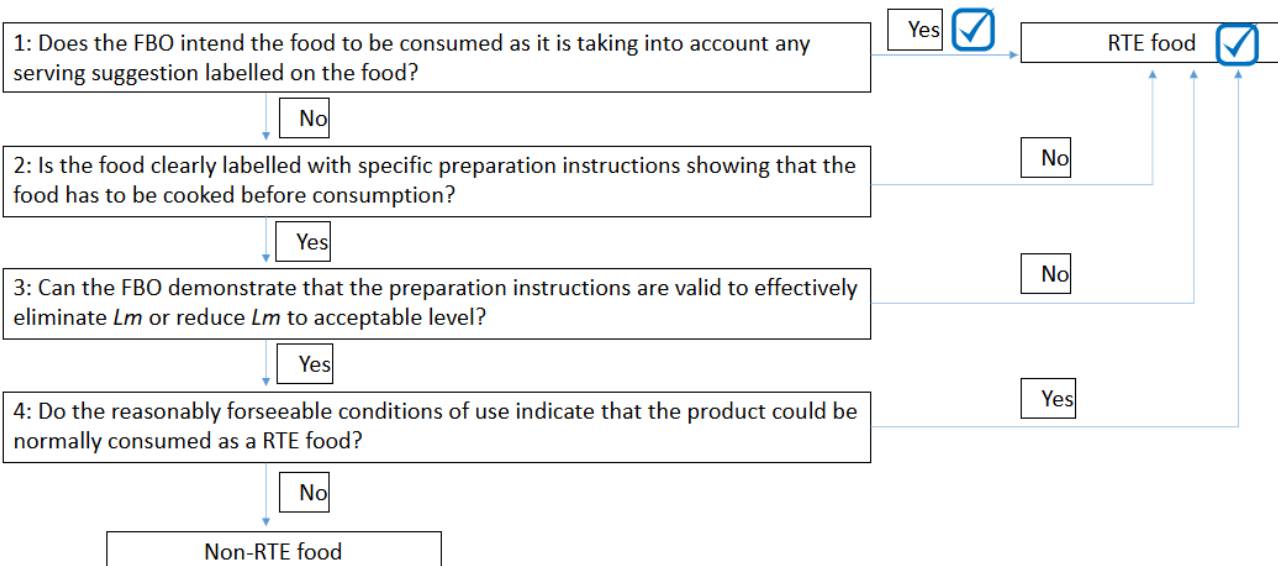 1: Does the FBO intend the food to be consumed as it is taking into account any
serving suggestion labelled on the food?
Yes
RTE food
No
2: Is the food clearly labelled with specific preparation instructions showing that the
food has to be cooked before consumption?
No
Yes
3: Can the FBO demonstrate that the preparation instructions are valid to effectively
eliminate Lm or reduce Lm to acceptable level?
No
Yes
4: Do the reasonably forseeable conditions of use indicate that the product could be
normally consumed as a RTE food?
Yes
No
Non-RTE food